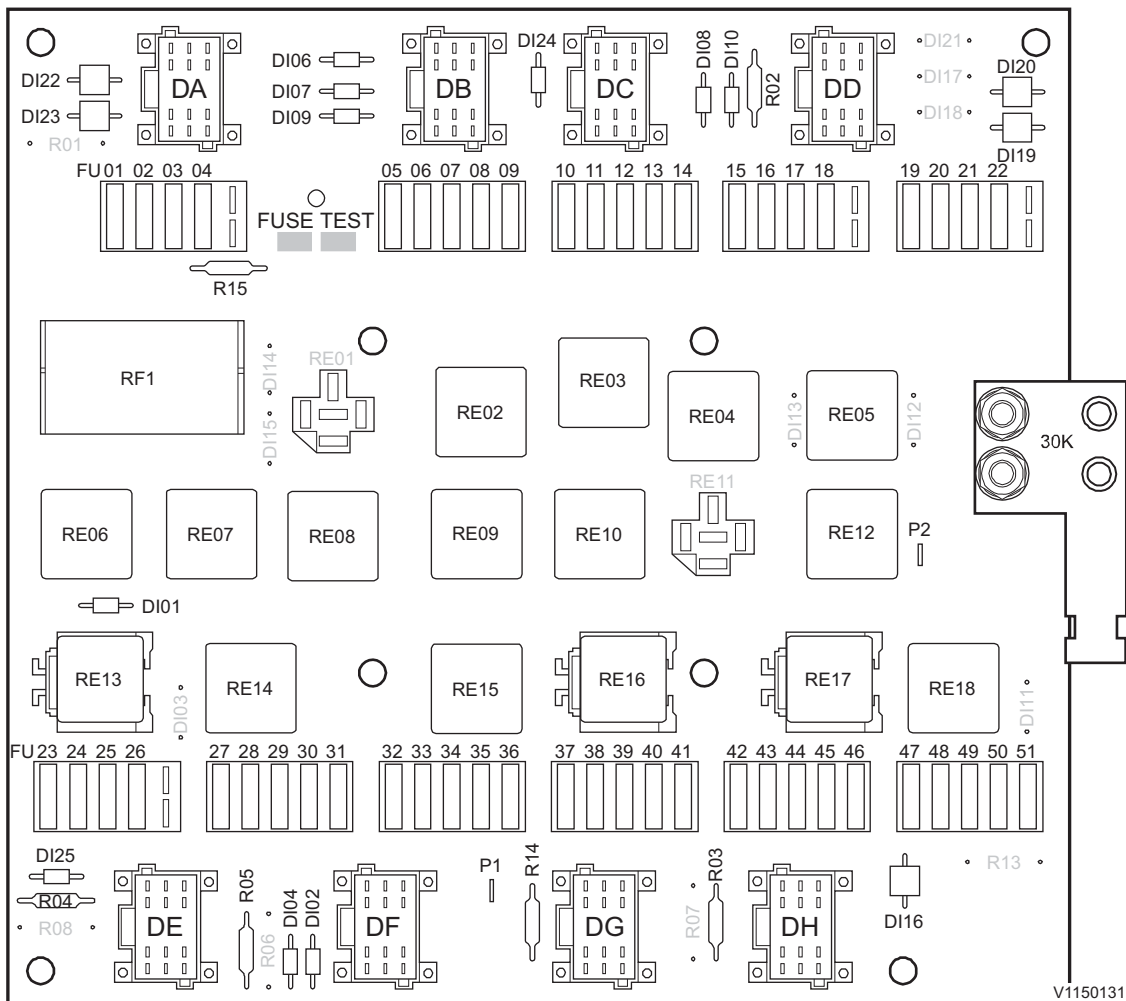 DI22
DI23
R01
DA
DI06
DI07
DI09
DB
DI24
DC
DI08
DI10
R02
DD
DI21
DI17
DI18
DI20
DI19
FU 01 02 03 04
FUSE TEST
05 06 07 08 09
10 11 12 13 14
15 16 17 18
19 20 21 22
R15
RF1
DI14
DI15
RE01
RE02
RE03
RE04
DI13
RE05
DI12
30K
RE06
RE07
RE08
RE09
RE10
RE11
RE12
P2
DI01
RE13
DI03
RE14
RE15
RE16
RE17
RE18
DI11
FU 23 24 25 26
27 28 29 30 31
32 33 34 35 36
37 38 39 40 41
42 43 44 45 46
47 48 49 50 51
DI25
R04
R08
DE
R05
R06
DI04
DI02
DF
P1
R14
DG
R07
R03
DH
DI16
R13
V1150131